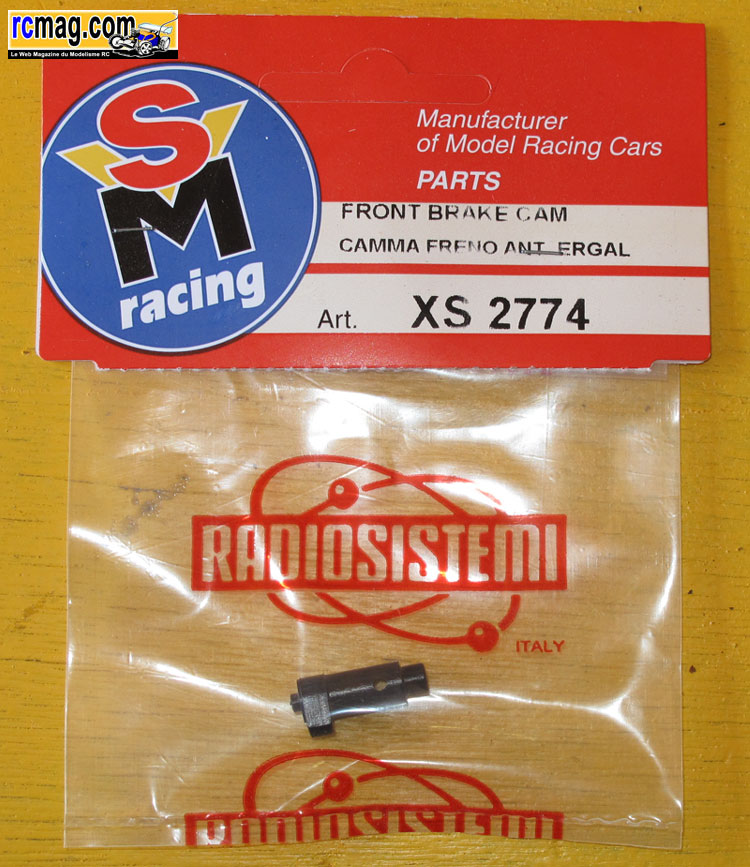 rcmag.com
Le Web Magazine du Modelisme RC
SM
racing
Manufacturer
of Model Racing Cars
PARTS
FRONT BRAKE CAM
CAMMA FRENO ANT. ERGAL
Art. XS 2774
RADIOSISTEMI
ITALY
RADIOSISTEMI